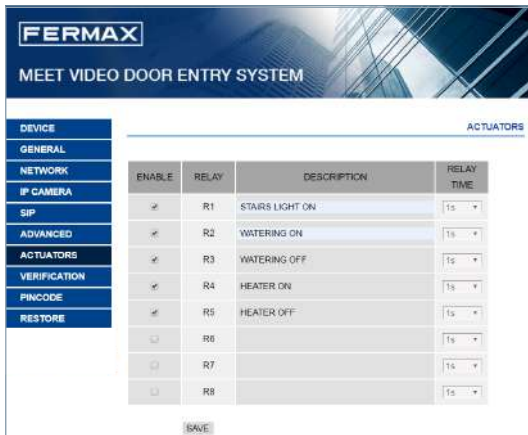 FERMAX
MEET VIDEO DOOR ENTRY SYSTEM
DEVICE
GENERAL
NETWORK
IP CAMERA
SIP
ADVANCED
ACTUATORS
VERIFICATION
PINCODE
RESTORE
ACTUATORS
ENABLE RELAY DESCRIPTION RELAY TIME
R1 STAIRS LIGHT ON 1s
R2 WATERING ON 1s
R3 WATERING OFF 1s
R4 HEATER ON 1s
R5 HEATER OFF 1s
R6 1s
R7 1s
R8 1s
SAVE